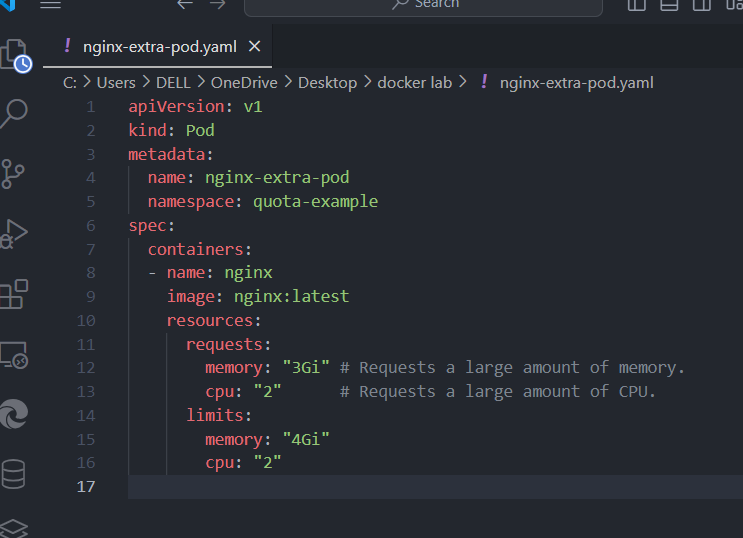 Search
! nginx-extra-pod.yaml ×
C: > Users > DELL > OneDrive > Desktop > docker lab > ! nginx-extra-pod.yaml
1 apiVersion: v1
2 kind: Pod
3 metadata:
4   name: nginx-extra-pod
5   namespace: quota-example
6 spec:
7   containers:
8   - name: nginx
9     image: nginx:latest
10     resources:
11       requests:
12         memory: "3Gi" # Requests a large amount of memory.
13         cpu: "2"      # Requests a large amount of CPU.
14       limits:
15         memory: "4Gi"
16         cpu: "2"
17